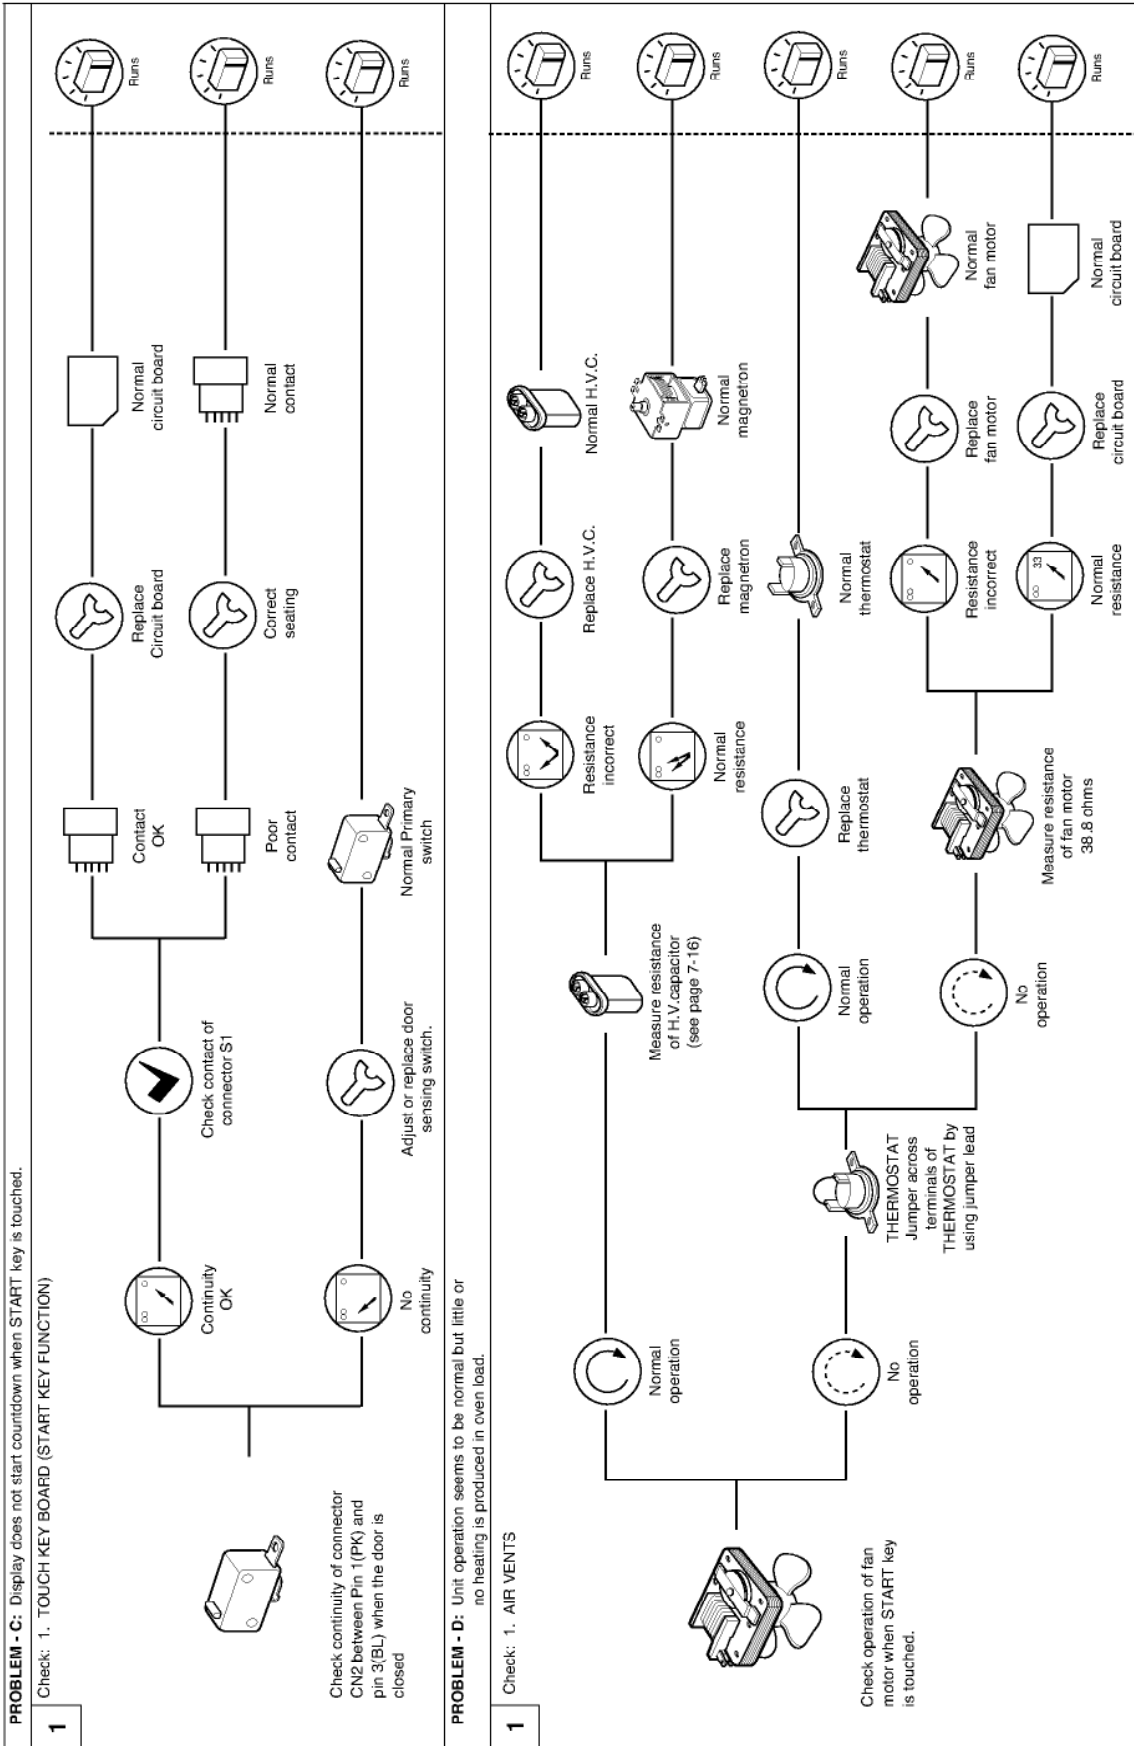 PROBLEM - C: Display does not start countdown when START key is touched.
1
Check: 1. TOUCH KEY BOARD (START KEY FUNCTION)
Check continuity of connector
CN2 between Pin 1(PK) and
pin 3(BL) when the door is
closed
Continuity
OK
Check contact of
connector S1
Contact
OK
Replace
Circuit board
Normal
circuit board
Runs
Poor
contact
Correct
seating
Normal
contact
Runs
No
continuity
Adjust or replace door
sensing switch.
Normal Primary
switch
Runs
PROBLEM - D: Unit operation seems to be normal but little or
no heating is produced in oven load.
1
Check: 1. AIR VENTS
Check operation of fan
motor when START key
is touched.
Normal
operation
Measure resistance
of H.V.capacitor
(see page 7-16)
Resistance
incorrect
Replace H.V.C.
Normal H.V.C.
Runs
Normal
resistance
Replace
magnetron
Normal
magnetron
Runs
No
operation
THERMOSTAT
Jumper across
terminals of
THERMOSTAT by
using jumper lead
Normal
operation
Replace
thermostat
Normal
thermostat
Runs
No
operation
Measure resistance
of fan motor
38.8 ohms
Resistance
incorrect
Replace
fan motor
Normal
fan motor
Runs
33
Normal
resistance
Replace
circuit board
Normal
circuit board
Runs